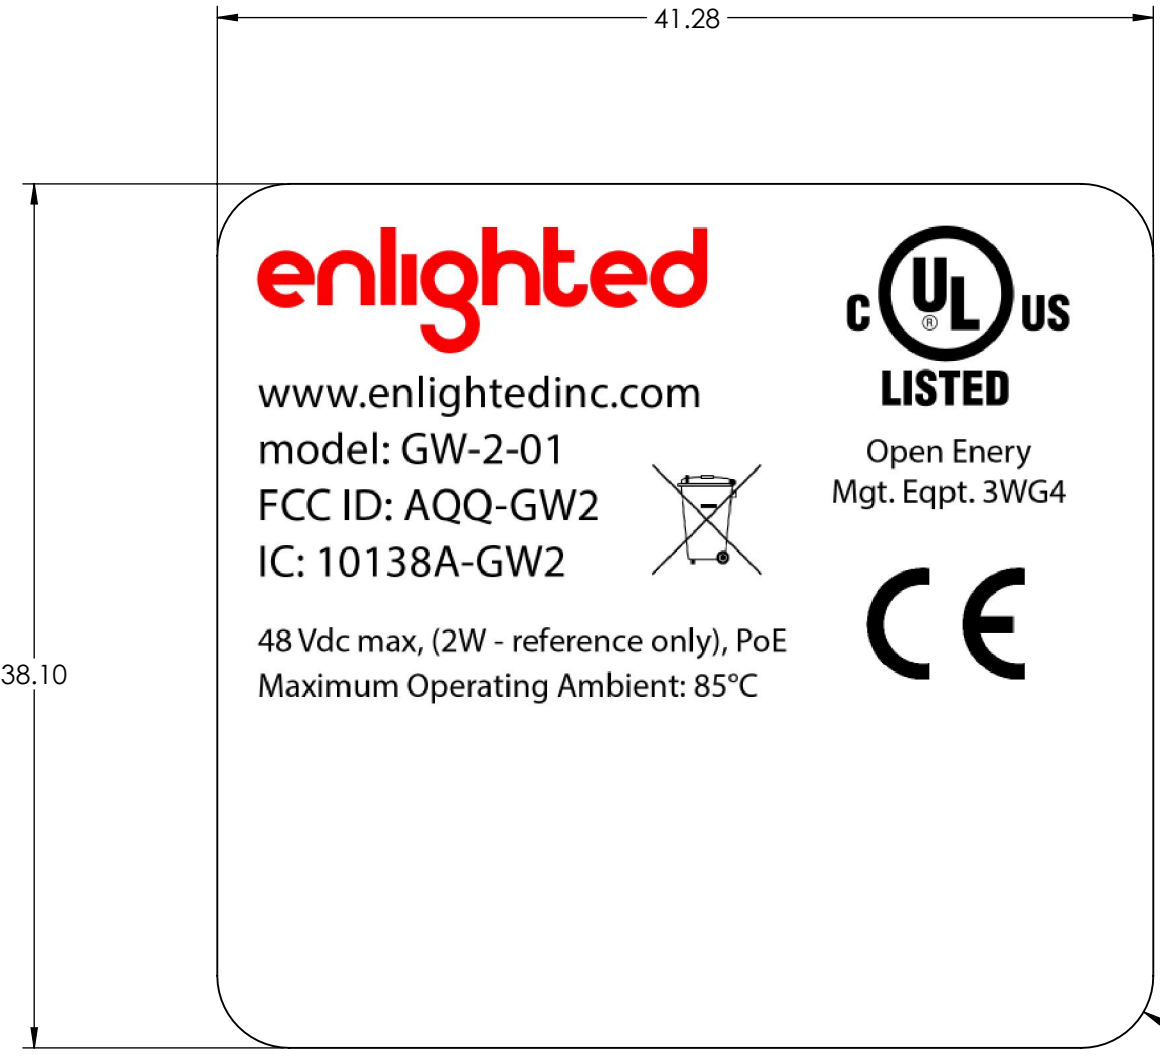 41.28
38.10
enlighted
www.enlightedinc.com
model: GW-2-01
FCC ID: AQQ-GW2
IC: 10138A-GW2
48 Vdc max, (2W - reference only), PoE
Maximum Operating Ambient: 85°C
C UL ® US
LISTED
Open Enery
Mgt. Eqpt. 3WG4
CE